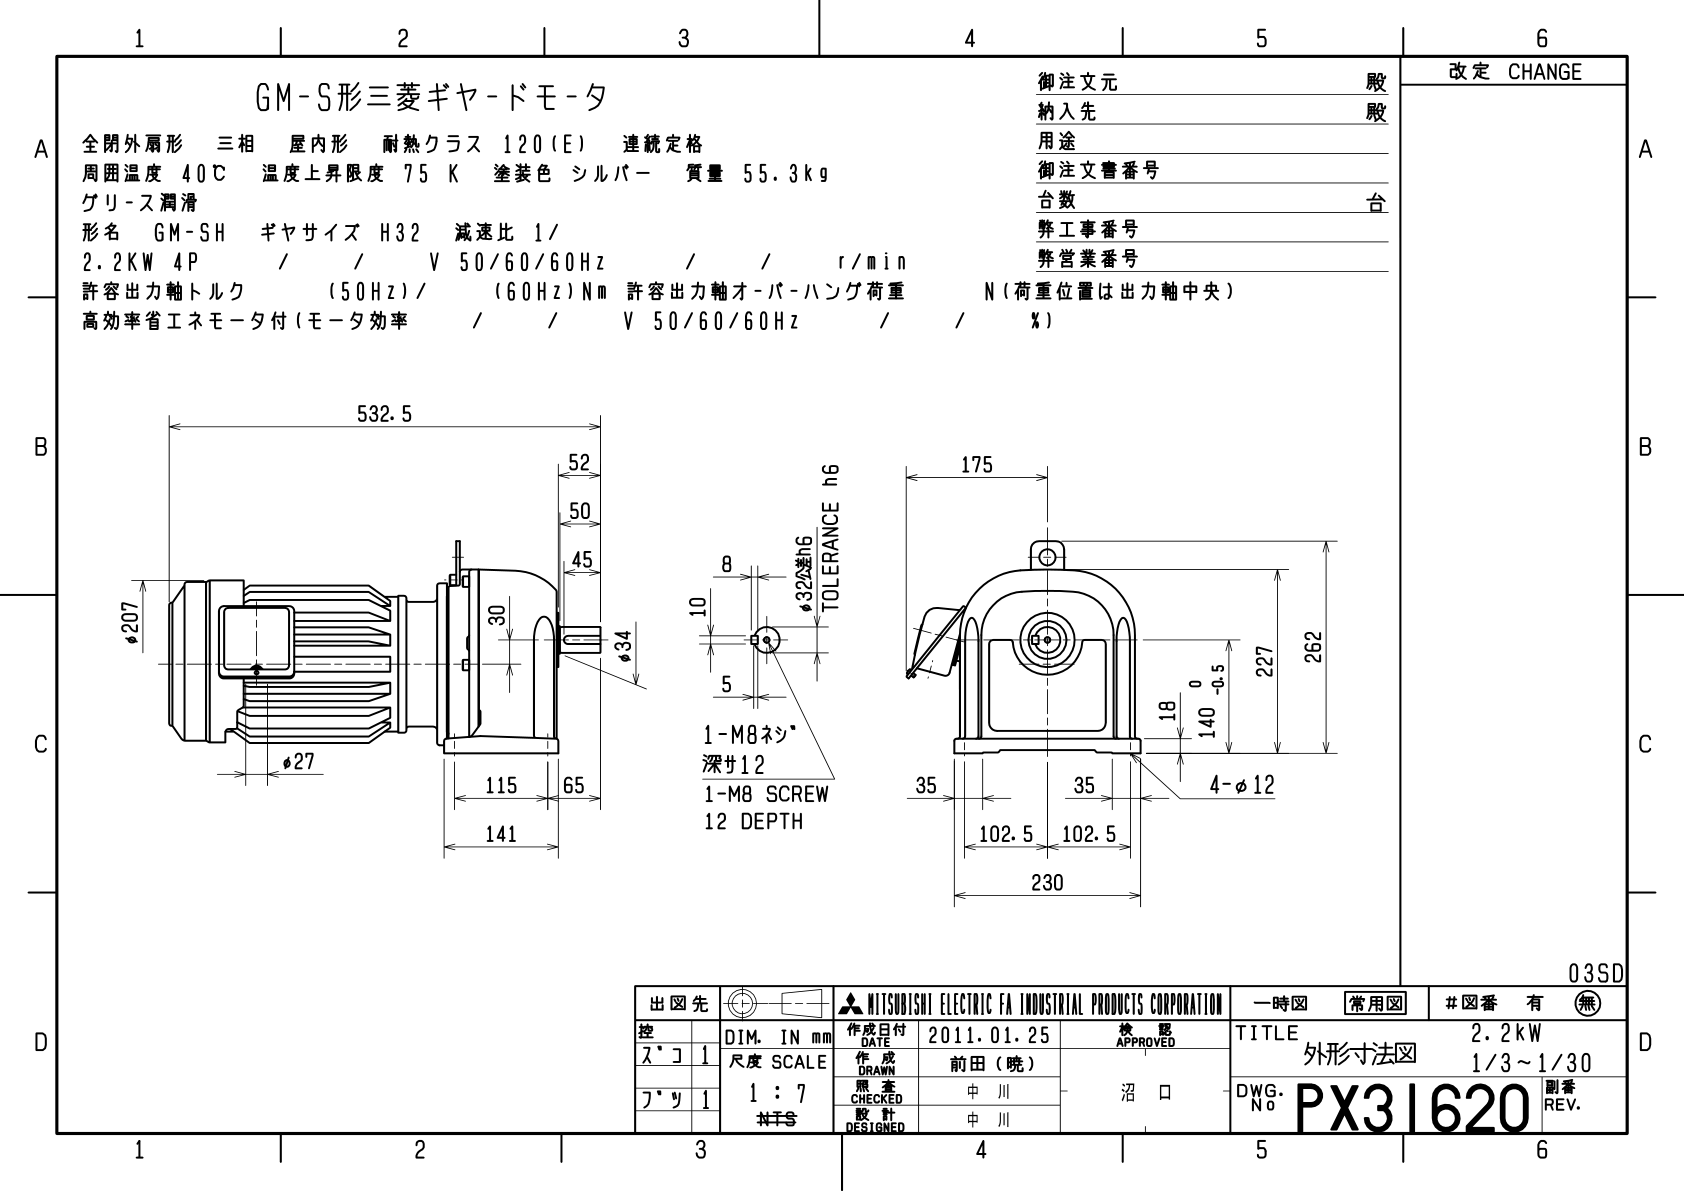 1 2 3 4 5 6
改定 CHANGE
GM-S形三菱ギヤードモータ
全閉外扇形 三相 屋内形 耐熱クラス 120(E) 連続定格
周囲温度 40℃ 温度上昇限度 75 K 塗装色 シルバー 質量 55.3kg
グリース潤滑
形名 GM-SH ギヤサイズ H32 減速比 1/
2.2KW 4P / / V 50/60/60Hz / / r/min
許容出力軸トルク (50Hz)/ (60Hz)Nm 許容出力軸オーバーハング荷重 N(荷重位置は出力軸中央)
高効率省エネモータ付(モータ効率 / / V 50/60/60Hz / / %)
御注文元 殿
納入先 殿
用途
御注文書番号
台数 台
弊工事番号
弊営業番号
A A
B B
C C
D D
532.5
52
50
45
30
φ207
φ34
φ27
115
65
141
8
10
5
φ32公差h6
TOLERANCE h6
1-M8ネジ
深サ12
1-M8 SCREW
12 DEPTH
175
262
227
140 0 -0.5
18
35
35
4-φ12
102.5
102.5
230
03SD
出図先
控
ズコ 1
ブツ 1
DIM. IN mm
尺度 SCALE
1 : 7
NTS
MITSUBISHI ELECTRIC FA INDUSTRIAL PRODUCTS CORPORATION
作成日付 DATE
2011.01.25
検認 APPROVED
作成 DRAWN
前田(暁)
照査 CHECKED
中川
沼口
設計 DESIGNED
中川
一時図 常用図 #図番 有 無
TITLE
外形寸法図
2.2kW
1/3~1/30
DWG. No
PX31620
副番 REV.
1 2 3 4 5 6